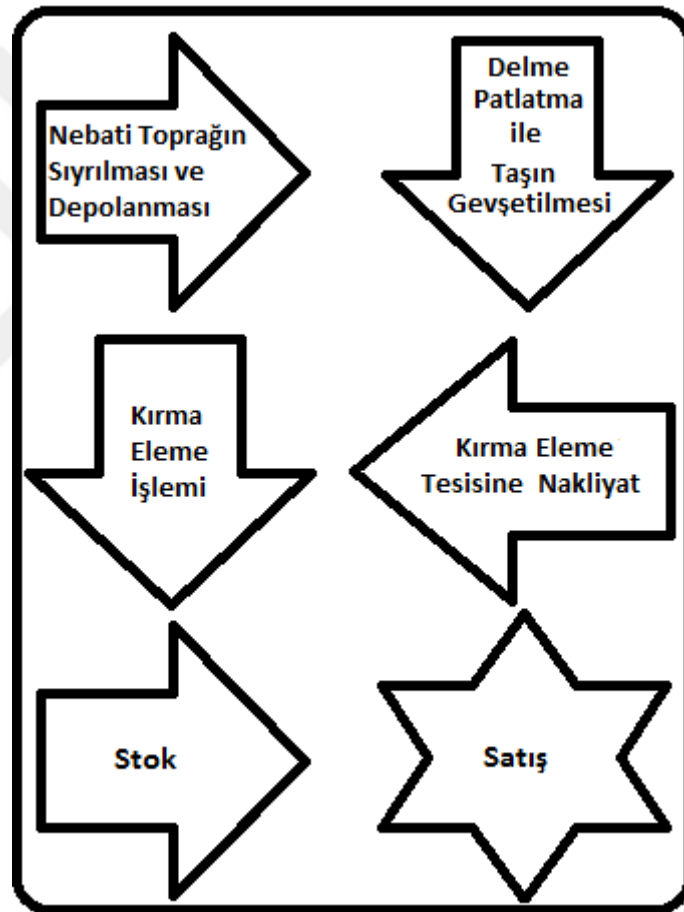 Nebati Toprağın
Sıyrılması ve
Depolanması
Delme
Patlatma
ile
Taşın
Gevşetilmesi
Kırma Eleme
Tesisine Nakliyat
Kırma
Eleme
İşlemi
Stok
Satış